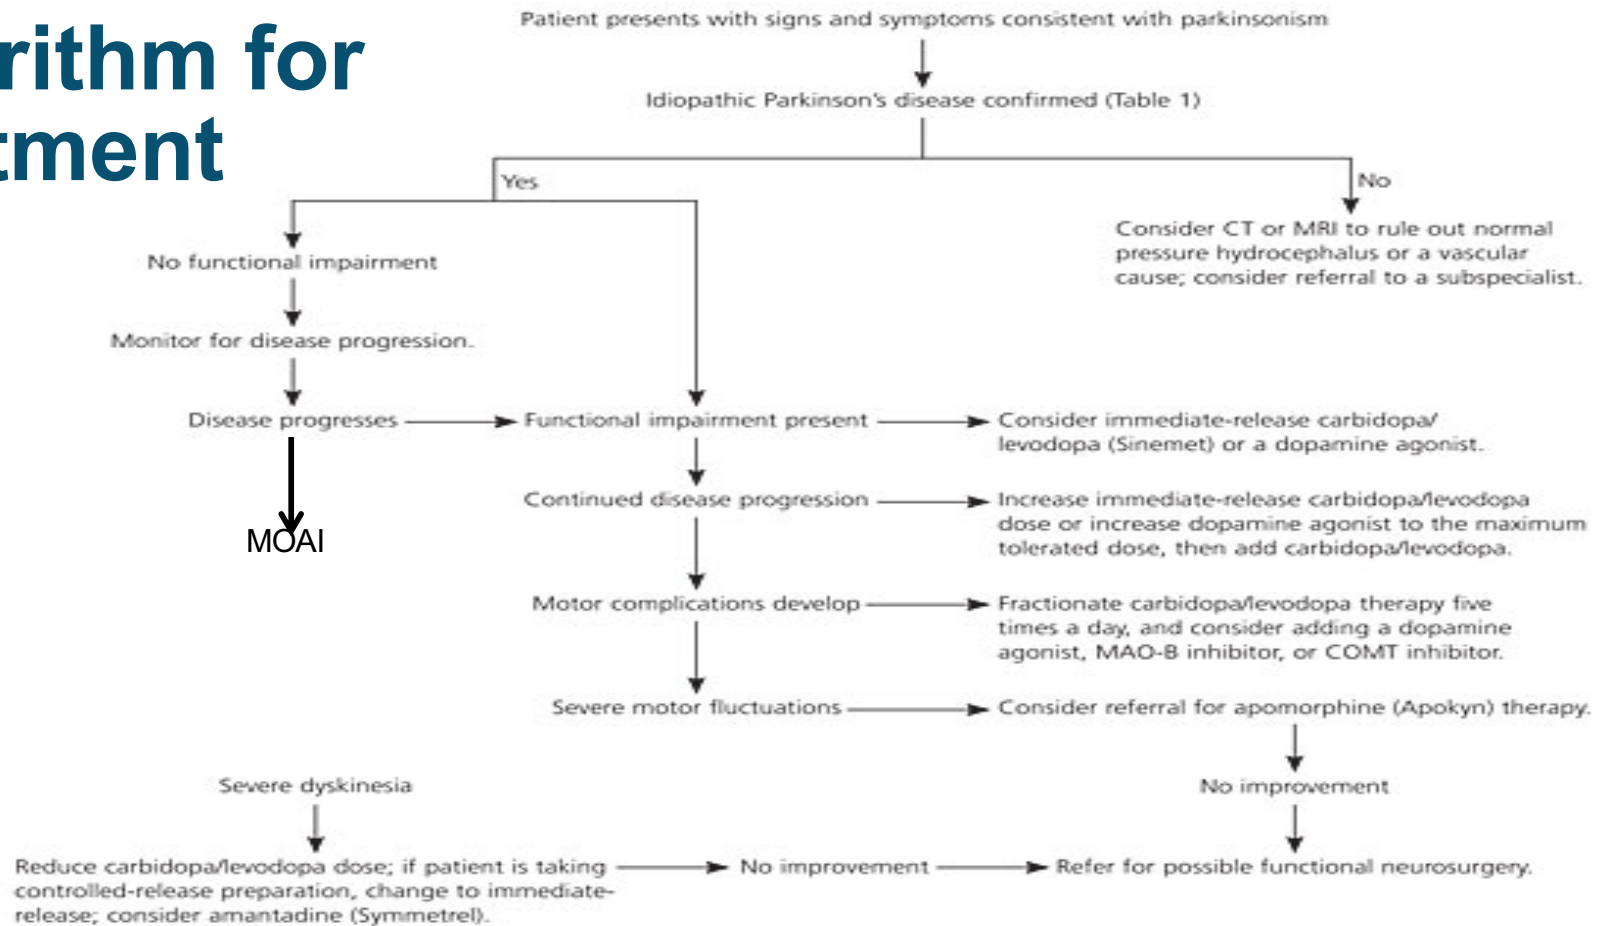 rithm for
tment
Patient presents with signs and symptoms consistent with parkinsonism
Idiopathic Parkinson's disease confirmed (Table 1)
Yes
No
Consider CT or MRI to rule out normal
pressure hydrocephalus or a vascular
cause; consider referral to a subspecialist.
No functional impairment
Monitor for disease progression.
Disease progresses
MOAI
Functional impairment present
Consider immediate-release carbidopa/
levodopa (Sinemet) or a dopamine agonist.
Continued disease progression
Increase immediate-release carbidopa/levodopa
dose or increase dopamine agonist to the maximum
tolerated dose, then add carbidopa/levodopa.
Motor complications develop
Fractionate carbidopa/levodopa therapy five
times a day, and consider adding a dopamine
agonist, MAO-B inhibitor, or COMT inhibitor.
Severe motor fluctuations
Consider referral for apomorphine (Apokyn) therapy.
No improvement
Severe dyskinesia
Reduce carbidopa/levodopa dose; if patient is taking
controlled-release preparation, change to immediate-
release; consider amantadine (Symmetrel).
No improvement
Refer for possible functional neurosurgery.